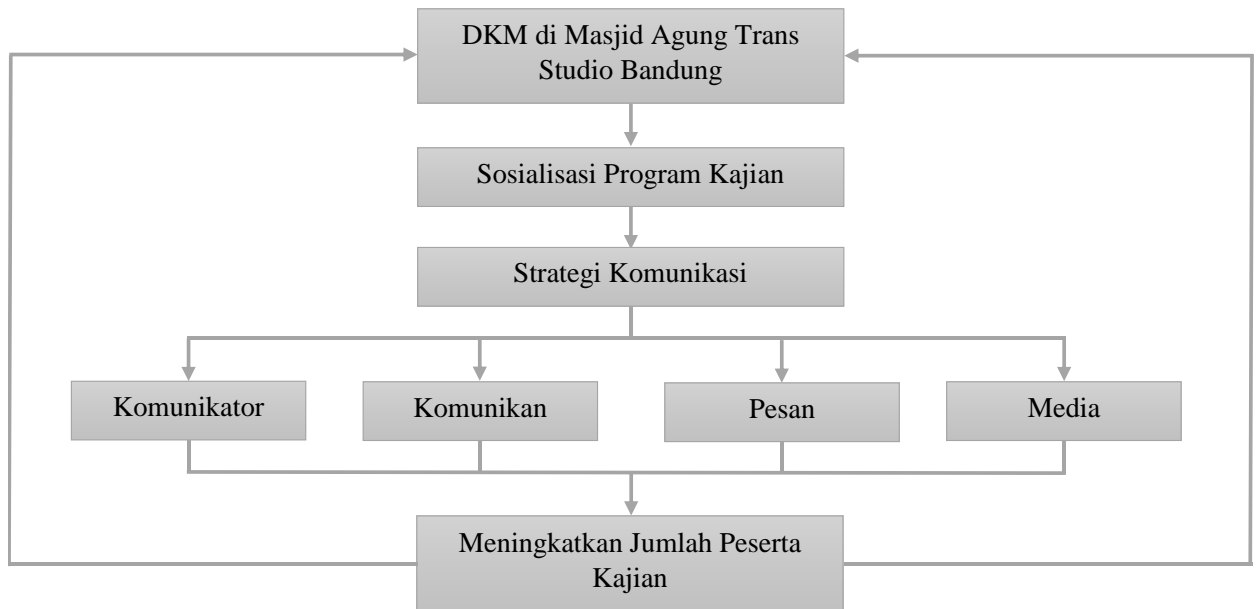 DKM di Masjid Agung Trans
Studio Bandung
Sosialisasi Program Kajian
Strategi Komunikasi
Komunikator
Komunikan
Pesan
Media
Meningkatkan Jumlah Peserta
Kajian